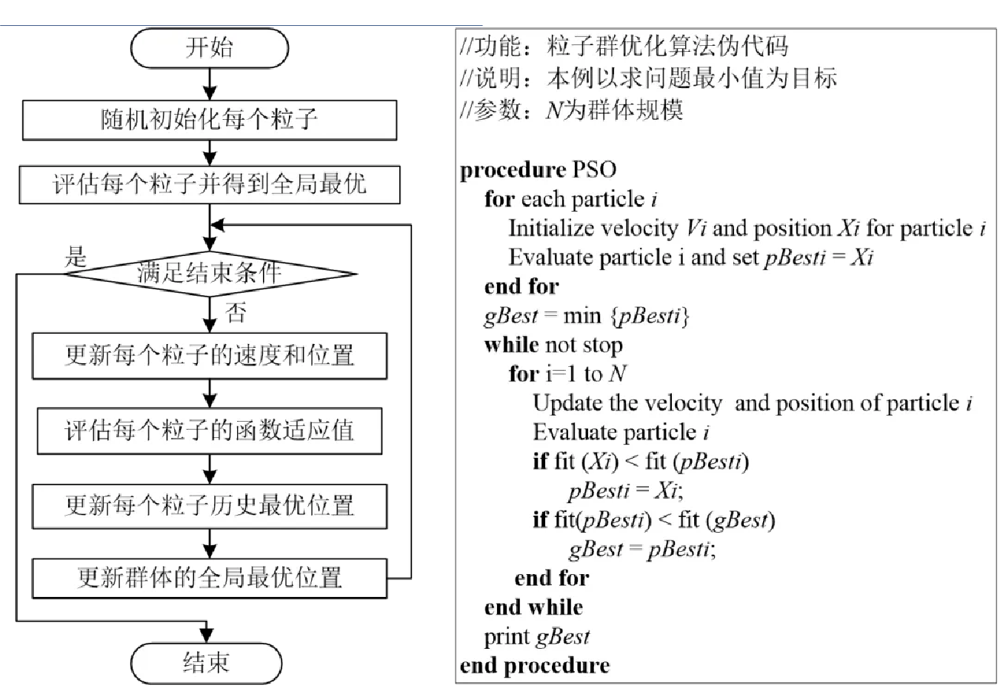 开始
随机初始化每个粒子
评估每个粒子并得到全局最优
是
满足结束条件
否
更新每个粒子的速度和位置
评估每个粒子的函数适应值
更新每个粒子历史最优位置
更新群体的全局最优位置
结束
//功能：粒子群优化算法伪代码
//说明：本例以求问题最小值为目标
//参数：N为群体规模
procedure PSO
for each particle i
Initialize velocity Vi and position Xi for particle i
Evaluate particle i and set pBesti = Xi
end for
gBest = min {pBesti}
while not stop
for i=1 to N
Update the velocity and position of particle i
Evaluate particle i
if fit (Xi) < fit (pBesti)
pBesti = Xi;
if fit(pBesti) < fit (gBest)
gBest = pBesti;
end for
end while
print gBest
end procedure